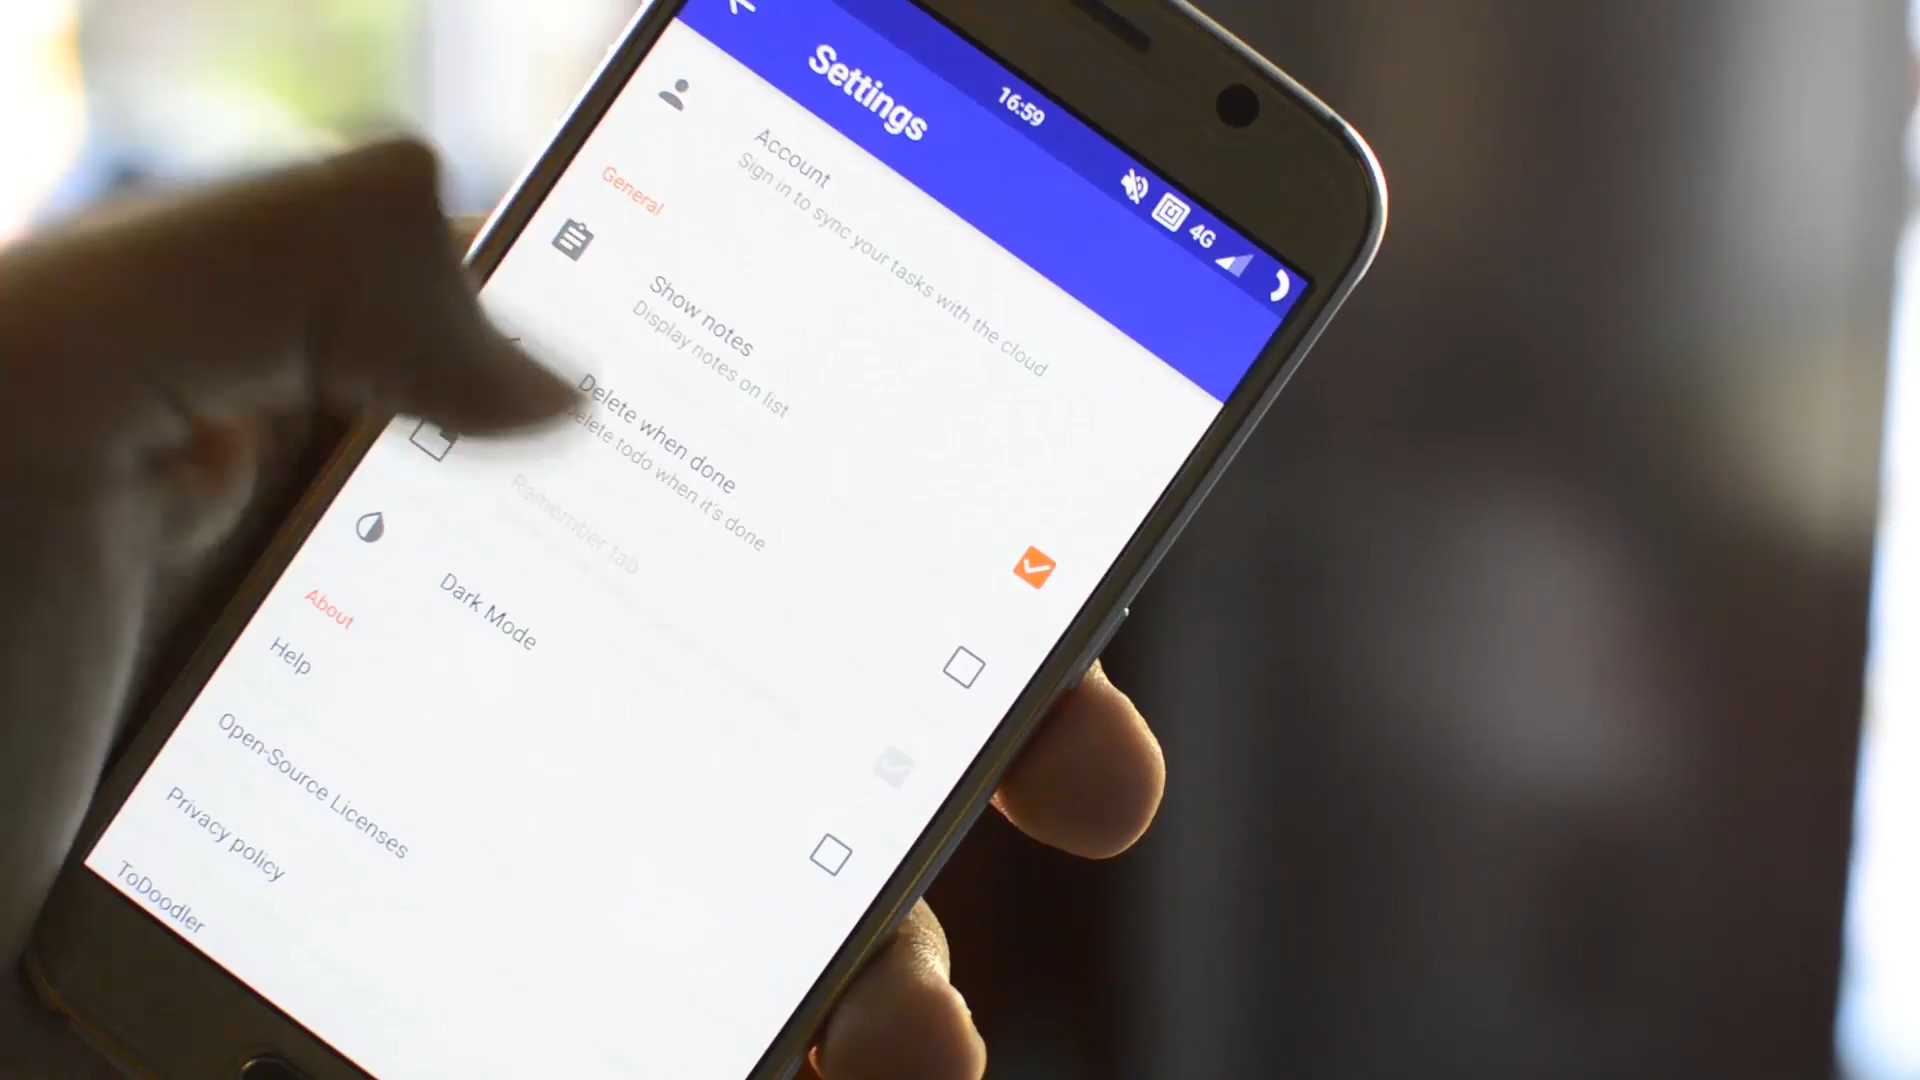 16:59
4G
Settings
Account
Sign in to sync your tasks with the cloud
General
Show notes
Display notes on list
Delete when done
delete todo when it's done
Remember tab
Dark Mode
About
Help
Open-Source Licenses
Privacy policy
ToDoodler